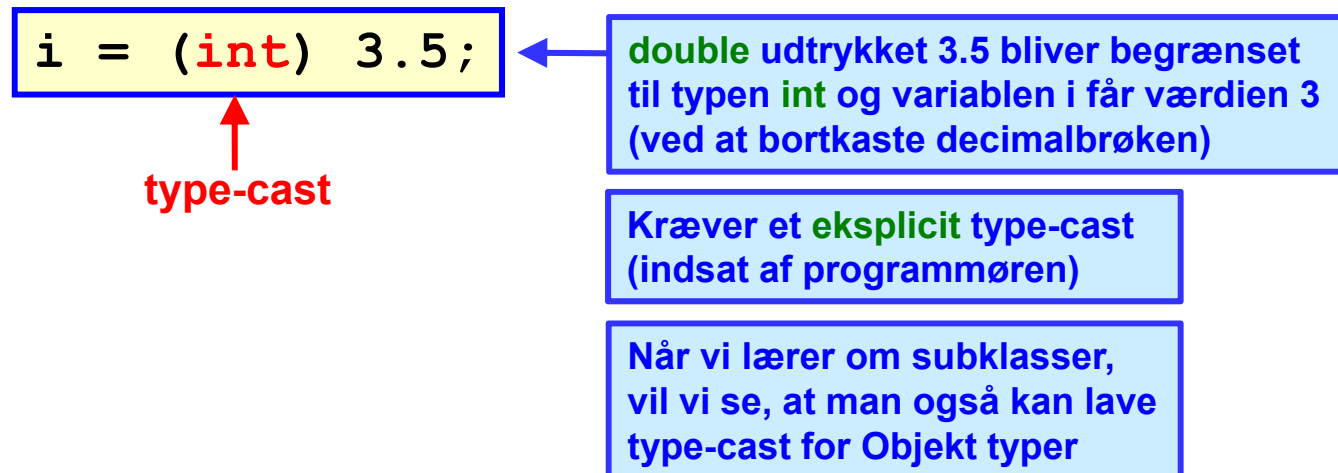 i = (int) 3.5;
type-cast
double udtrykket 3.5 bliver begrænset
til typen int og variablen i får værdien 3
(ved at bortkaste decimalbrøken)
Kræver et eksplicit type-cast
(indsat af programmøren)
Når vi lærer om subklasser,
vil vi se, at man også kan lave
type-cast for Objekt typer